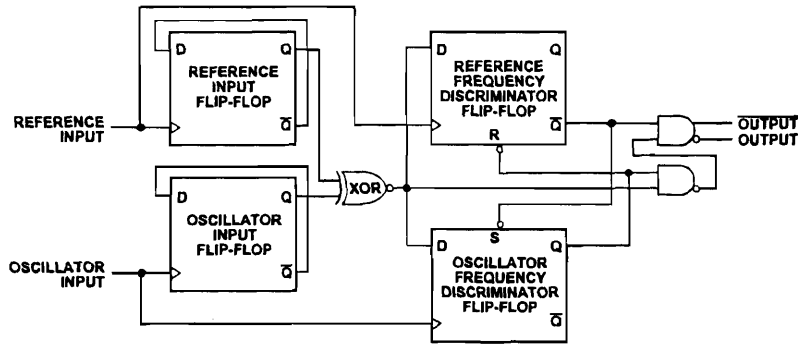 D Q
REFERENCE
INPUT
FLIP-FLOP
Q̅
REFERENCE
INPUT
D Q
REFERENCE
FREQUENCY
DISCRIMINATOR
FLIP-FLOP
Q̅
R
O̅U̅T̅P̅U̅T̅
OUTPUT
XOR
D Q
OSCILLATOR
INPUT
FLIP-FLOP
Q̅
OSCILLATOR
INPUT
S
D Q
OSCILLATOR
FREQUENCY
DISCRIMINATOR
FLIP-FLOP
Q̅